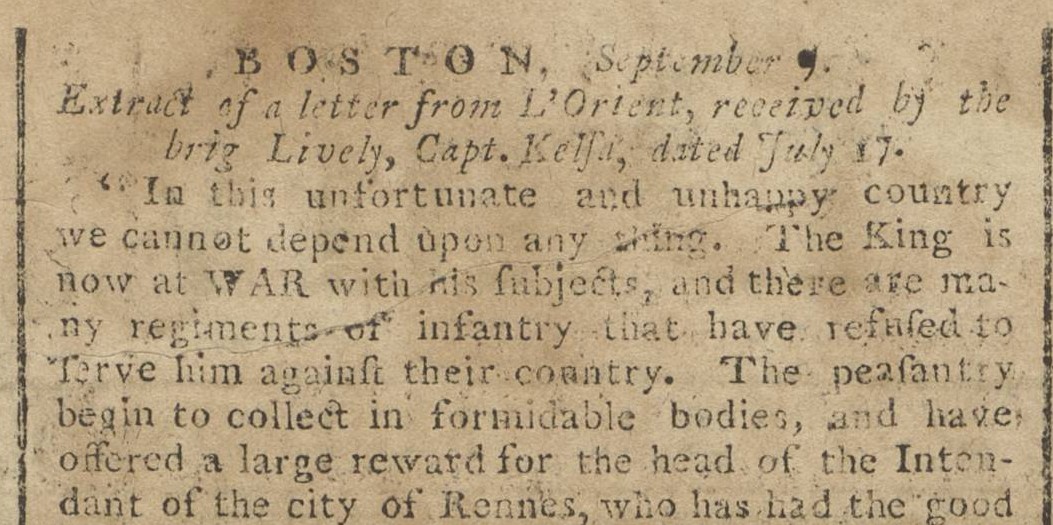 BOSTON, September 9.
Extract of a letter from L'Orient, received by the
brig Lively, Capt. Kelſa, dated July 17.
"In this unfortunate and unhappy country
we cannot depend upon any thing. The King is
now at WAR with his ſubjects, and there are ma-
ny regiments of infantry that have refuſed to
ſerve him againſt their country. The peaſantry
begin to collect in formidable bodies, and have
offered a large reward for the head of the Inten-
dant of the city of Rennes, who has had the good